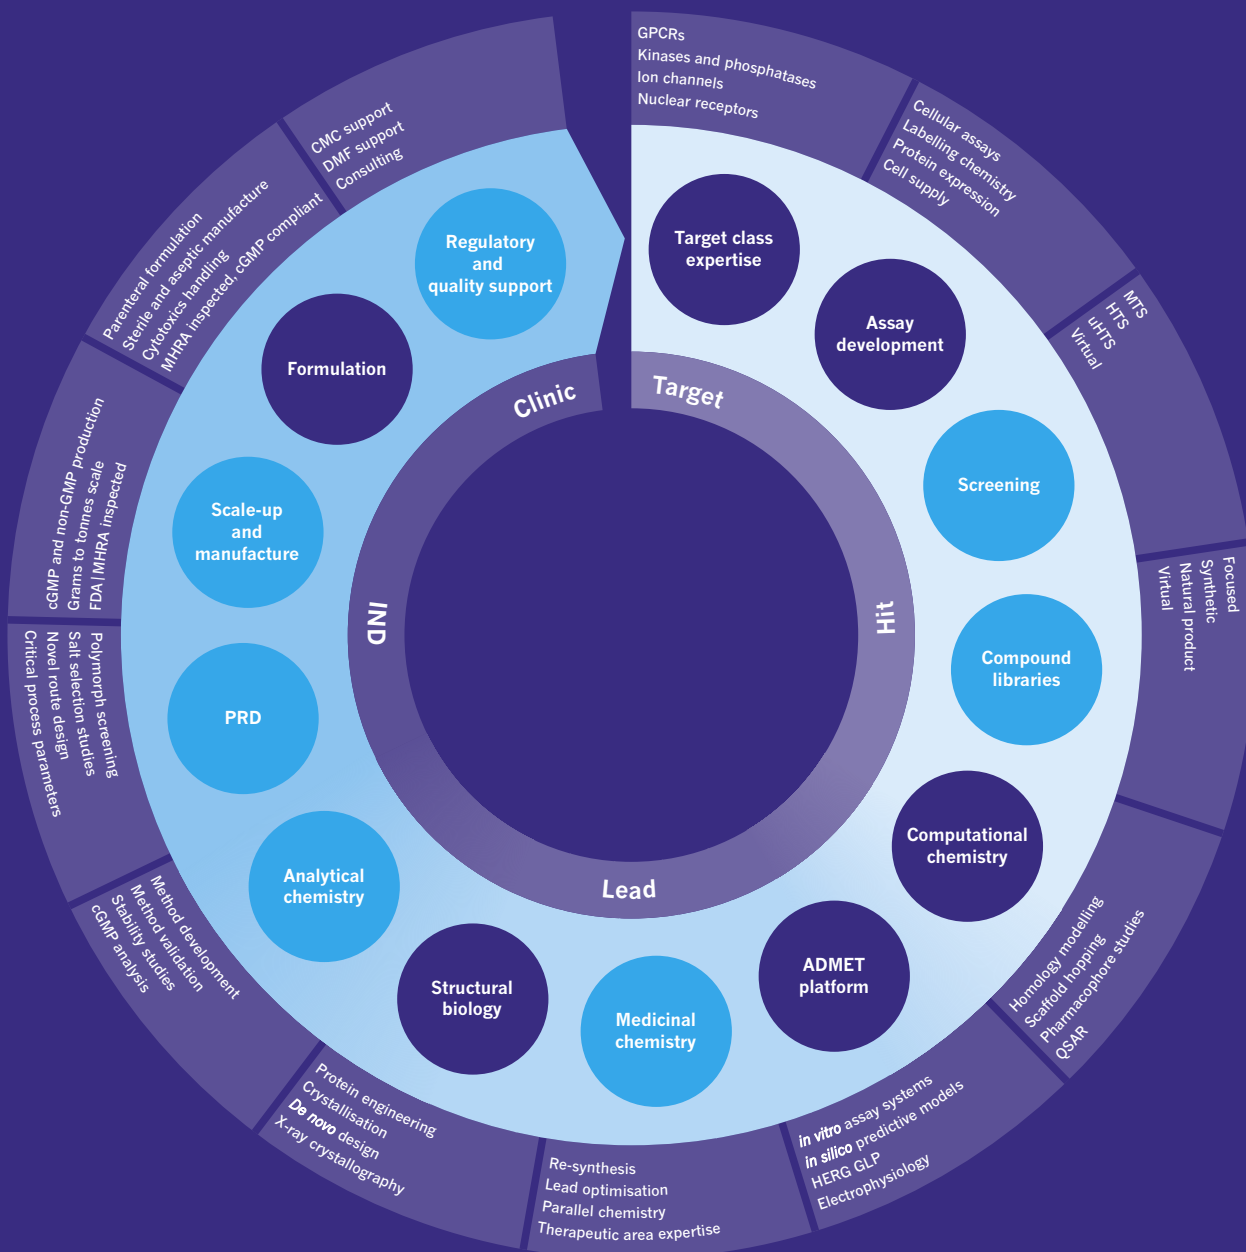 GPCRs
Kinases and phosphatases
Ion channels
Nuclear receptors
Target class
expertise
Cellular assays
Labelling chemistry
Protein expression
Cell supply
Assay
development
MTS
HTS
uHTS
Virtual
Screening
Focused
Synthetic
Natural product
Virtual
Compound
libraries
Homology modelling
Scaffold hopping
Pharmacophore studies
QSAR
Computational
chemistry
in vitro assay systems
in silico predictive models
HERG GLP
Electrophysiology
ADMET
platform
Re-synthesis
Lead optimisation
Parallel chemistry
Therapeutic area expertise
Medicinal
chemistry
Protein engineering
Crystallisation
De novo design
X-ray crystallography
Structural
biology
Method development
Method validation
Stability studies
cGMP analysis
Analytical
chemistry
Polymorph screening
Salt selection studies
Novel route design
Critical process parameters
PRD
cGMP and non-GMP production
Grams to tonnes scale
FDA|MHRA inspected
Scale-up
and
manufacture
Parenteral formulation
Sterile and aseptic manufacture
Cytotoxics handling
MHRA inspected, cGMP compliant
Formulation
CMC support
DMF support
Consulting
Regulatory
and
quality support
Target
Hit
Lead
IND
Clinic